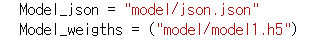 Model_json = "model/json.json"
Model_weigths = ("model/model1.h5")